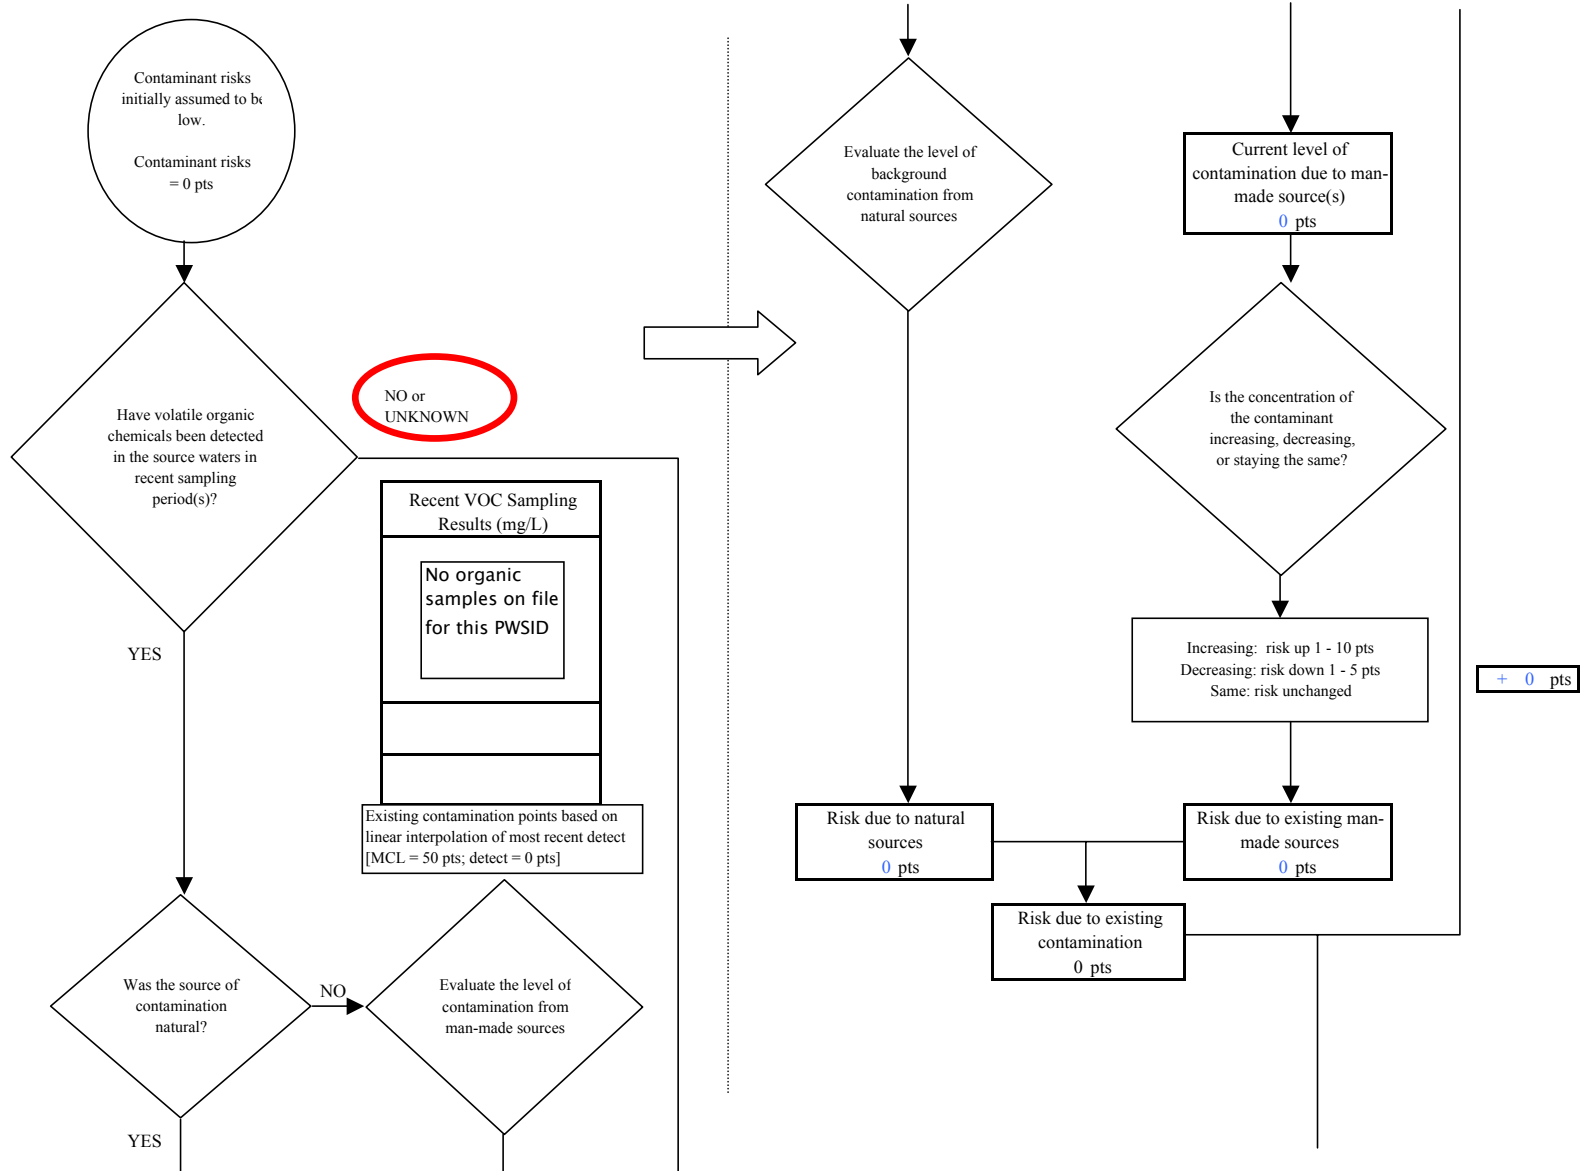 Contaminant risks
initially assumed to be
low.
Contaminant risks
= 0 pts
Have volatile organic
chemicals been detected
in the source waters in
recent sampling
period(s)?
NO or
UNKNOWN
Recent VOC Sampling
Results (mg/L)
No organic
samples on file
for this PWSID
YES
Existing contamination points based on
linear interpolation of most recent detect
[MCL = 50 pts; detect = 0 pts]
Was the source of
contamination
natural?
NO
Evaluate the level of
contamination from
man-made sources
YES
Evaluate the level of
background
contamination from
natural sources
Current level of
contamination due to man-
made source(s)
0 pts
Is the concentration of
the contaminant
increasing, decreasing,
or staying the same?
Increasing: risk up 1 - 10 pts
Decreasing: risk down 1 - 5 pts
Same: risk unchanged
+ 0 pts
Risk due to natural
sources
0 pts
Risk due to existing man-
made sources
0 pts
Risk due to existing
contamination
0 pts